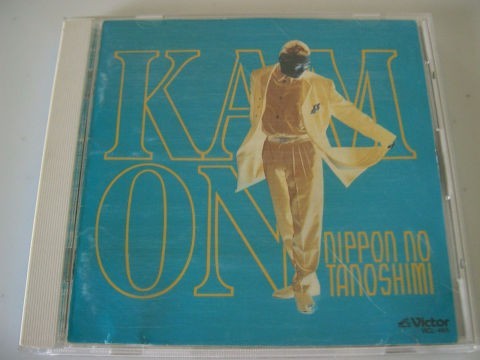 KAM
ON
NIPPON NO
TANOSHIMI
Victor